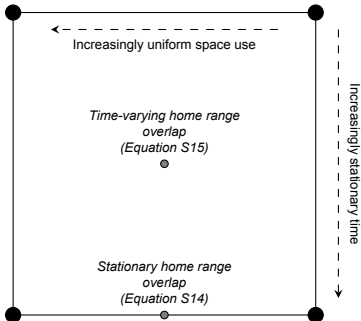 Increasingly uniform space use
Time-varying home range
overlap
(Equation S15)
Increasingly stationary time
Stationary home range
overlap
(Equation S14)